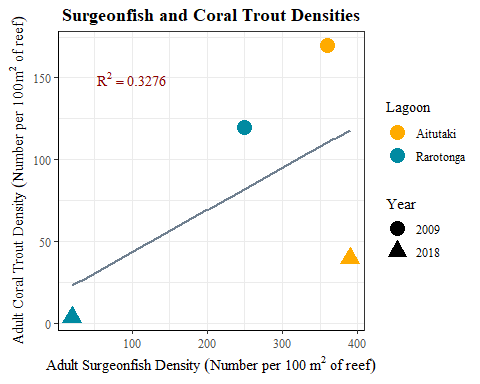 Surgeonfish and Coral Trout Densities
Adult Coral Trout Density (Number per 100m² of reef)
150
100
50
0
R² = 0.3276
100
200
300
400
Adult Surgeonfish Density (Number per 100 m² of reef)
Lagoon
Aitutaki
Rarotonga
Year
2009
2018